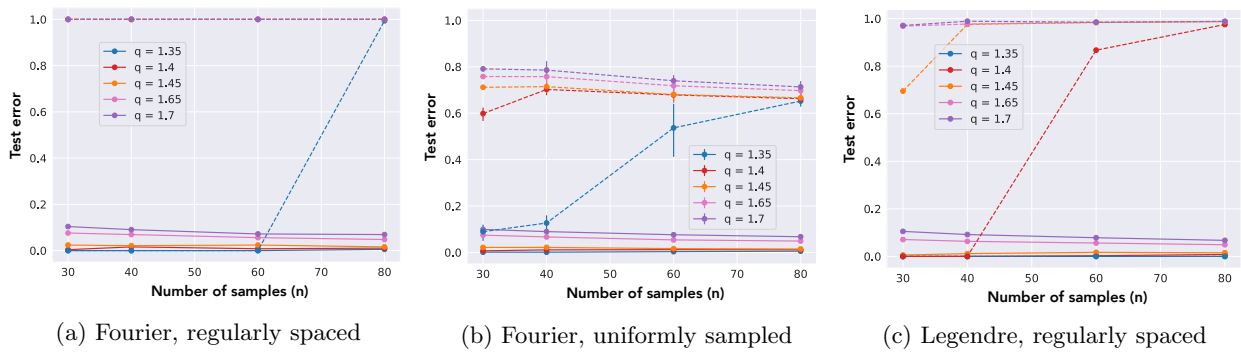 Test error
1.0
0.8
0.6
0.4
0.2
0.0
q = 1.35
q = 1.4
q = 1.45
q = 1.65
q = 1.7
30 40 50 60 70 80
Number of samples (n)
(a) Fourier, regularly spaced
Test error
1.0
0.8
0.6
0.4
0.2
0.0
q = 1.35
q = 1.4
q = 1.45
q = 1.65
q = 1.7
30 40 50 60 70 80
Number of samples (n)
(b) Fourier, uniformly sampled
Test error
1.0
0.8
0.6
0.4
0.2
0.0
q = 1.35
q = 1.4
q = 1.45
q = 1.65
q = 1.7
30 40 50 60 70 80
Number of samples (n)
(c) Legendre, regularly spaced